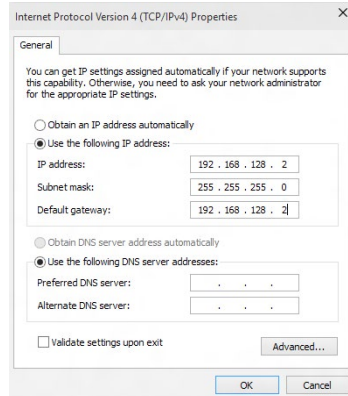 Internet Protocol Version 4 (TCP/IPv4) Properties
General
You can get IP settings assigned automatically if your network supports
this capability. Otherwise, you need to ask your network administrator
for the appropriate IP settings.
Obtain an IP address automatically
Use the following IP address:
IP address: 192 . 168 . 128 . 2
Subnet mask: 255 . 255 . 255 . 0
Default gateway: 192 . 168 . 128 . 2
Obtain DNS server address automatically
Use the following DNS server addresses:
Preferred DNS server: . . .
Alternate DNS server: . . .
Validate settings upon exit
Advanced...
OK Cancel